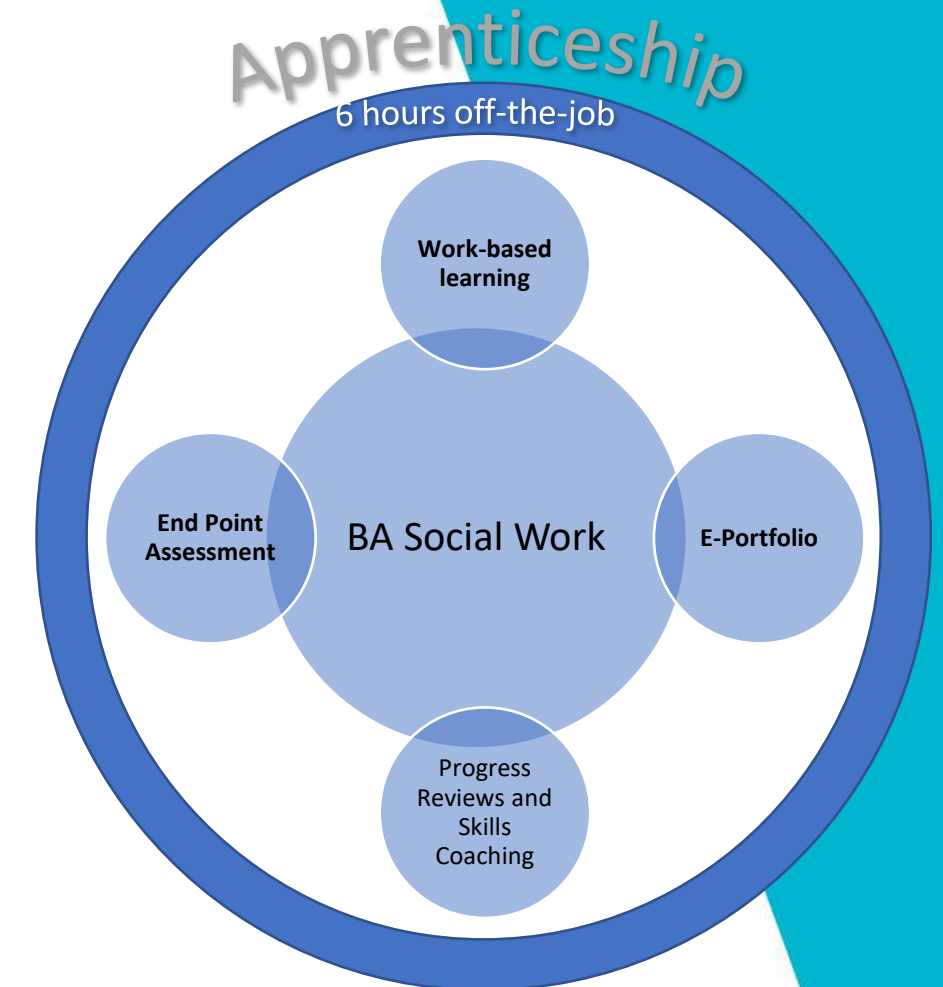 Apprenticeship
6 hours off-the-job
Work-based
learning
End Point
Assessment
BA Social Work
E-Portfolio
Progress
Reviews and
Skills
Coaching